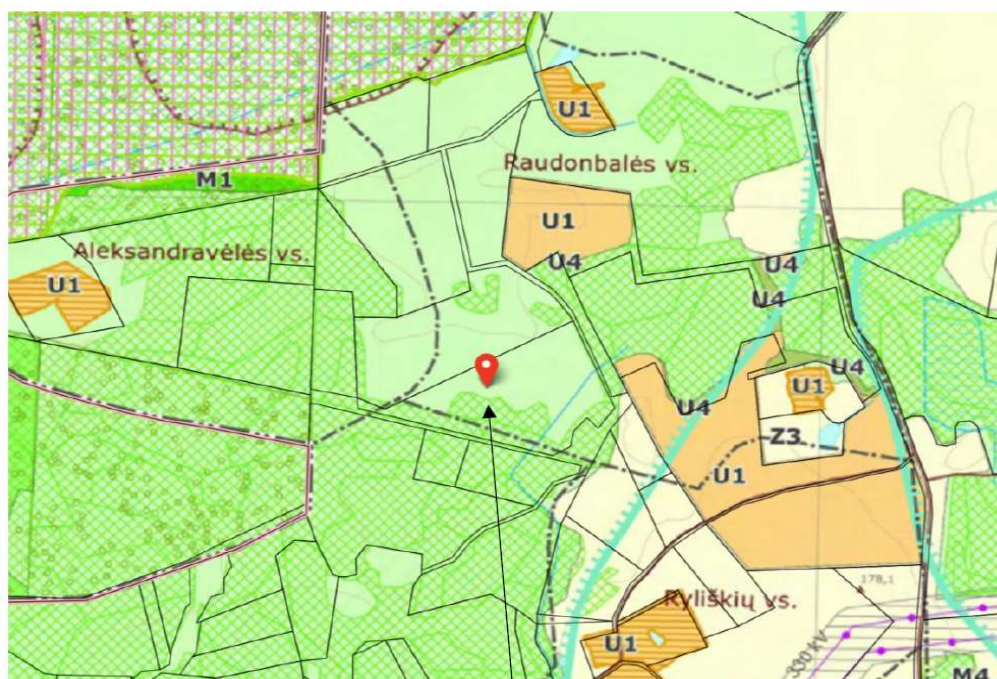 U1
Raudonbalės vs.
M1
U1
Aleksandravėlės vs.
U4
U4
U1
U4
U4
U1
U4
Z3
U1
178,1
Ryliškių vs.
U1
330 kV
M4